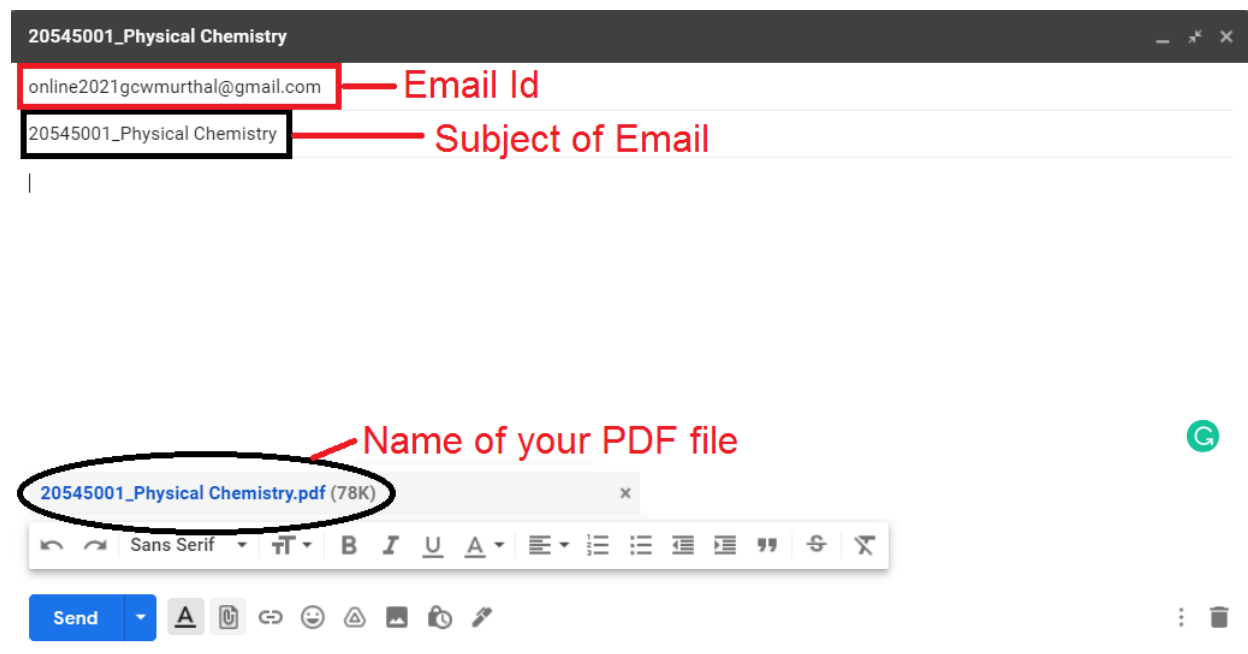 20545001_Physical Chemistry
online2021gcwmurthal@gmail.com Email Id
20545001_Physical Chemistry Subject of Email
Name of your PDF file
20545001_Physical Chemistry.pdf (78K)
Sans Serif
Send